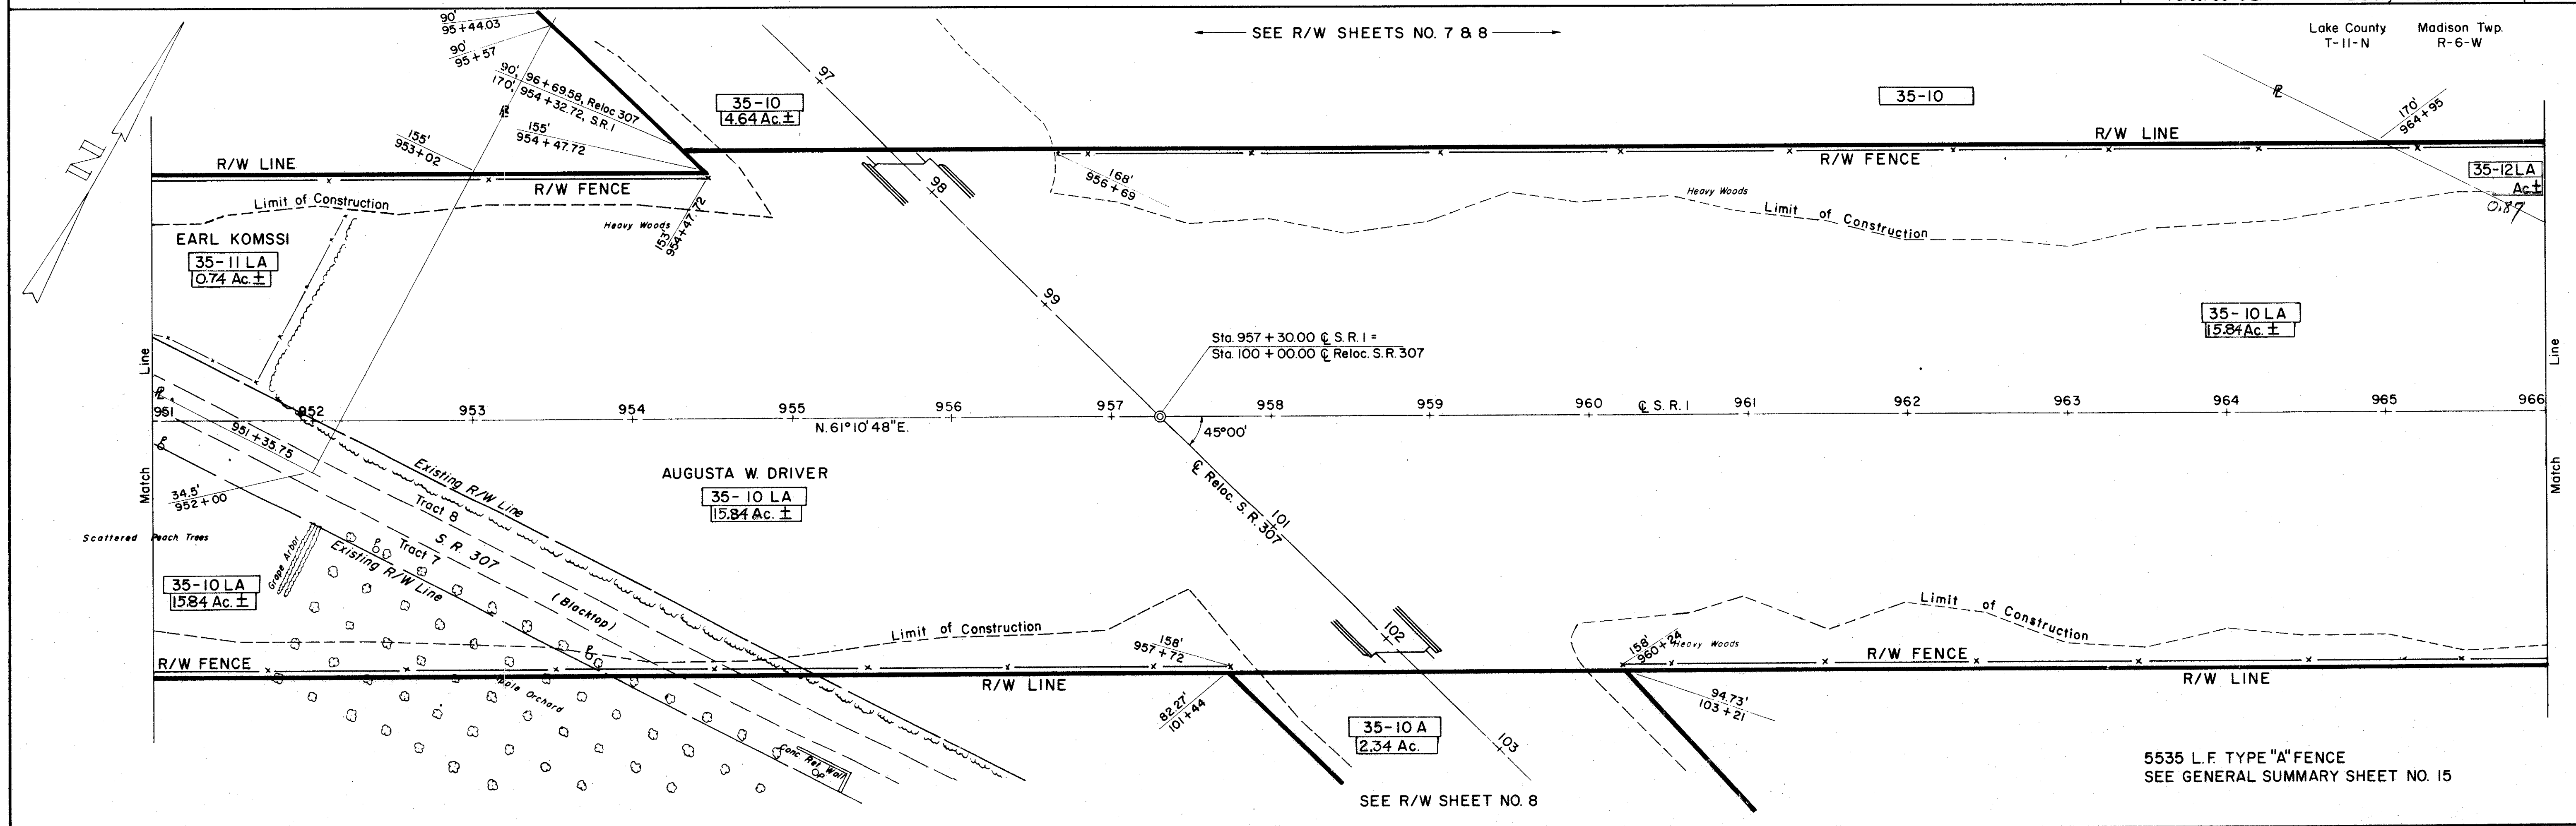 SEE R/W SHEETS NO. 7 & 8
Lake County Madison Twp.
T-11-N R-6-W
90'
95+44.03
90'
95+57
90', 96+69.58, Reloc 307
170', 954+32.72, S.R.1
155'
953+02
155'
954+47.72
97
35-10
4.64 Ac.±
35-10
170'
964+95
R/W LINE
R/W FENCE
R/W LINE
R/W FENCE
35-12LA
Ac.±
0.87
N
Limit of Construction
Heavy Woods
153'
954+47.72
98
168'
956+69
Heavy Woods
Limit of Construction
EARL KOMSSI
35-11 LA
0.74 Ac.±
99
35-10 LA
15.84 Ac.±
Sta. 957+30.00 ℄ S.R.1 =
Sta. 100+00.00 ℄ Reloc. S.R.307
Match Line
Match Line
951 952 953 954 955 956 957 958 959 960 ℄ S.R.1 961 962 963 964 965 966
N. 61°10'48"E.
45°00'
951+35.75
34.5'
952+00
Existing R/W Line
Tract 8
S. R. 307
Tract 7
Existing R/W Line
(Blacktop)
AUGUSTA W. DRIVER
35-10 LA
15.84 Ac. ±
℄ Reloc. S.R. 307
101
102
103
Scattered Peach Trees
Grape Arbor
35-10 LA
15.84 Ac. ±
Limit of Construction
158'
957+72
158'
960+24
Heavy Woods
Limit of Construction
R/W FENCE
R/W FENCE
R/W LINE
R/W LINE
Apple Orchard
82.27'
101+44
94.73'
103+21
35-10 A
2.34 Ac.
Conc. Ret. Wall
5535 L.F. TYPE "A" FENCE
SEE GENERAL SUMMARY SHEET NO. 15
SEE R/W SHEET NO. 8